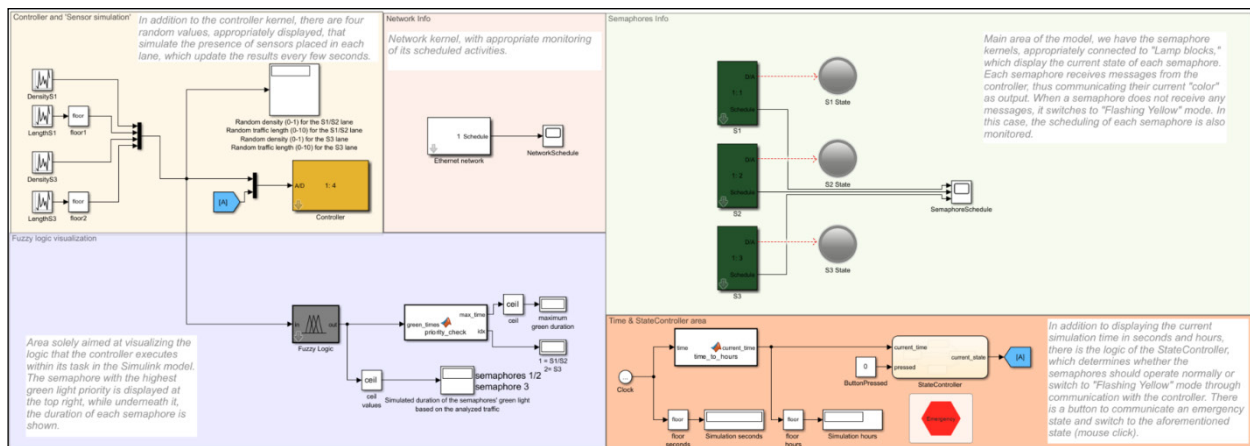 Controller and 'Sensor simulation'
In addition to the controller kernel, there are four
random values, appropriately displayed, that
simulate the presence of sensors placed in each
lane, which update the results every few seconds.
DensityS1
LengthS1
floor
floor1
DensityS3
LengthS3
floor
floor2
Random density (0-1) for the S1/S2 lane
Random traffic length (0-10) for the S1/S2 lane
Random density (0-1) for the S3 lane
Random traffic length (0-10) for the S3 lane
[A]
A/D
1: 4
Controller
Network Info
Network kernel, with appropriate monitoring
of its scheduled activities.
1 Schedule
Ethernet network
NetworkSchedule
Semaphores Info
Main area of the model, we have the semaphore
kernels, appropriately connected to "Lamp blocks,"
which display the current state of each semaphore.
Each semaphore receives messages from the
controller, thus communicating their current "color"
as output. When a semaphore does not receive any
messages, it switches to "Flashing Yellow" mode. In
this case, the scheduling of each semaphore is also
monitored.
D/A
1: 1
Schedule
S1
S1 State
D/A
1: 2
Schedule
S2
S2 State
D/A
1: 3
Schedule
S3
S3 State
SemaphoreSchedule
Fuzzy logic visualization
Area solely aimed at visualizing the
logic that the controller executes
within its task in the Simulink model.
The semaphore with the highest
green light priority is displayed at
the top right, while underneath it,
the duration of each semaphore is
shown.
In
out
Fuzzy Logic
green_times
priority_check
max_time
idx
ceil
ceil
maximum
green duration
1 = S1/S2
2= S3
ceil
ceil
values
semaphores 1/2
semaphore 3
Simulated duration of the semaphores' green light
based on the analyzed traffic
Time & StateController area
Clock
time
current_time
time_to_hours
floor
floor
seconds
Simulation seconds
floor
floor
hours
Simulation hours
0
ButtonPressed
current_time
pressed
current_state
StateController
[A]
Emergency
In addition to displaying the current
simulation time in seconds and hours,
there is the logic of the StateController,
which determines whether the
semaphores should operate normally or
switch to "Flashing Yellow" mode through
communication with the controller. There
is a button to communicate an emergency
state and switch to the aforementioned
state (mouse click).